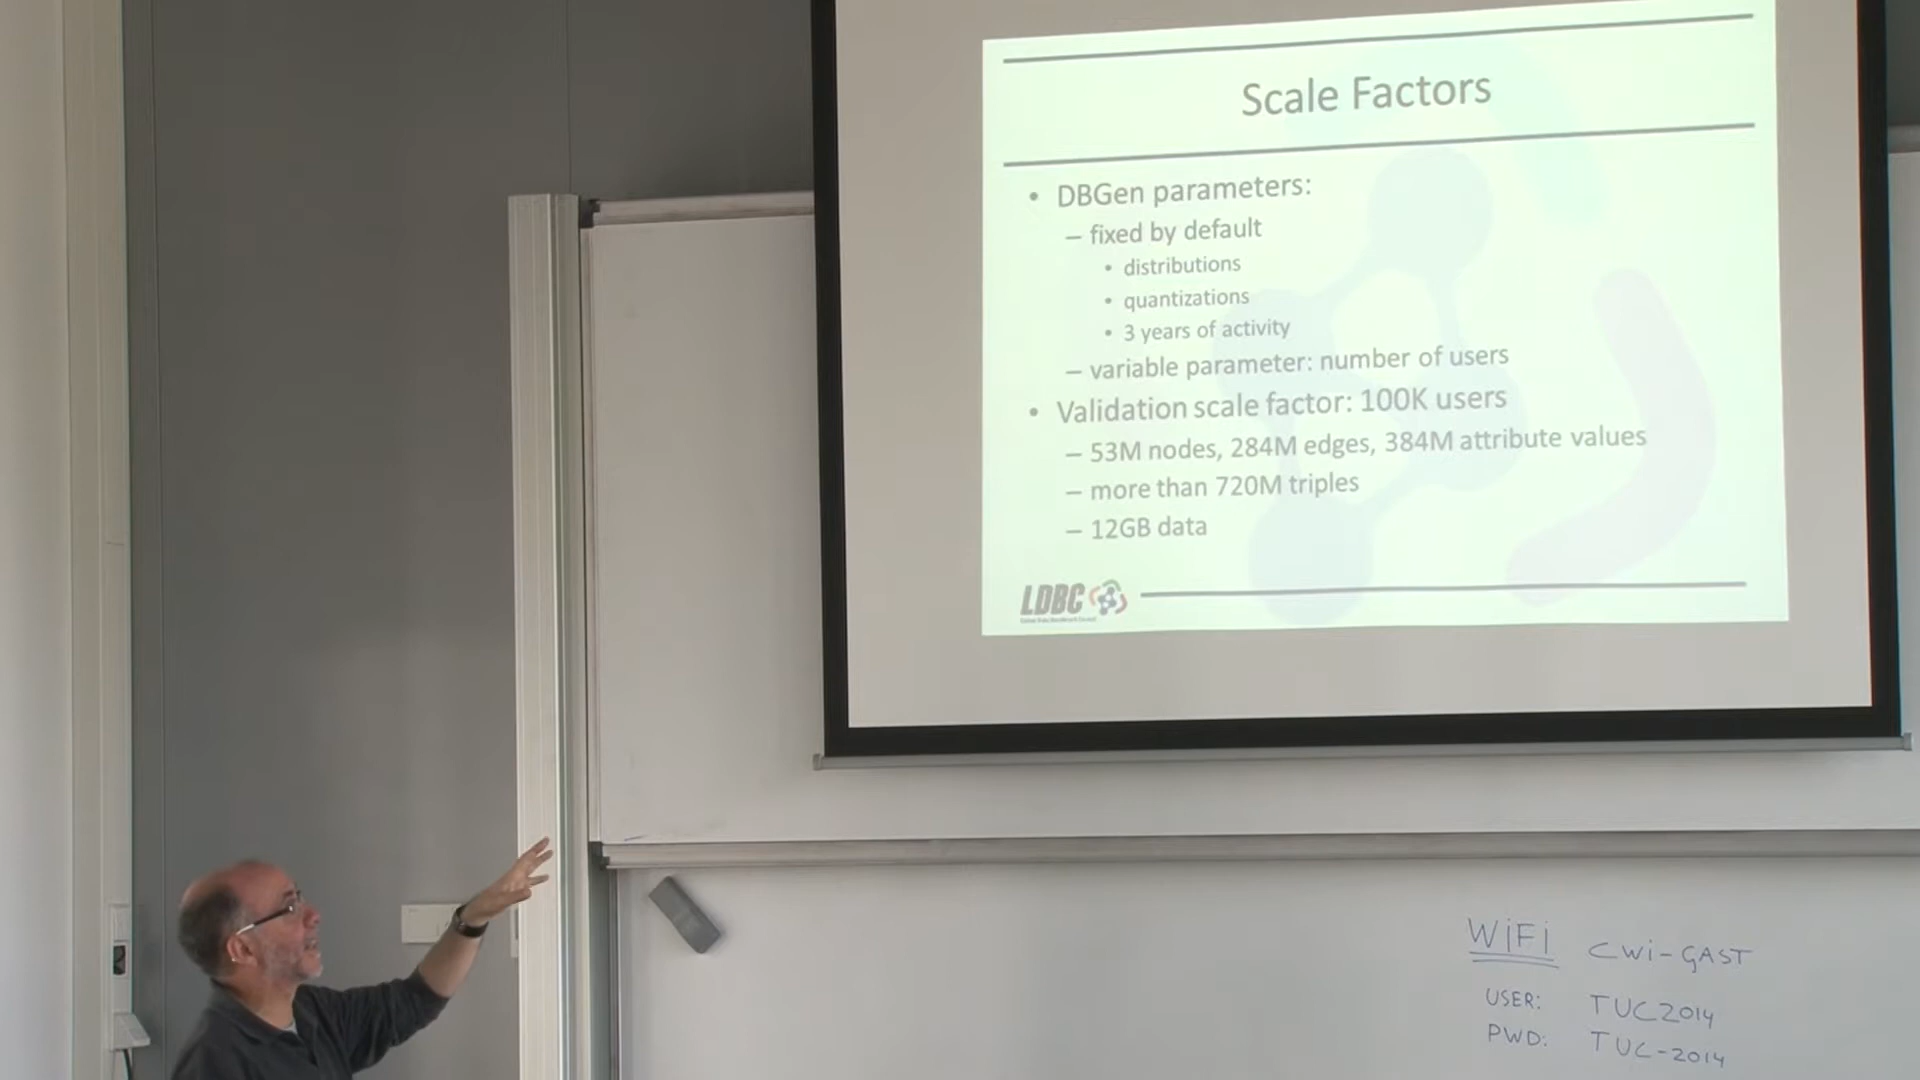 Scale Factors
• DBGen parameters:
– fixed by default
• distributions
• quantizations
• 3 years of activity
– variable parameter: number of users
• Validation scale factor: 100K users
– 53M nodes, 284M edges, 384M attribute values
– more than 720M triples
– 12GB data
LDBC
WiFi CWi-GAST
USER: TUC2014
PWD: TUC-2014